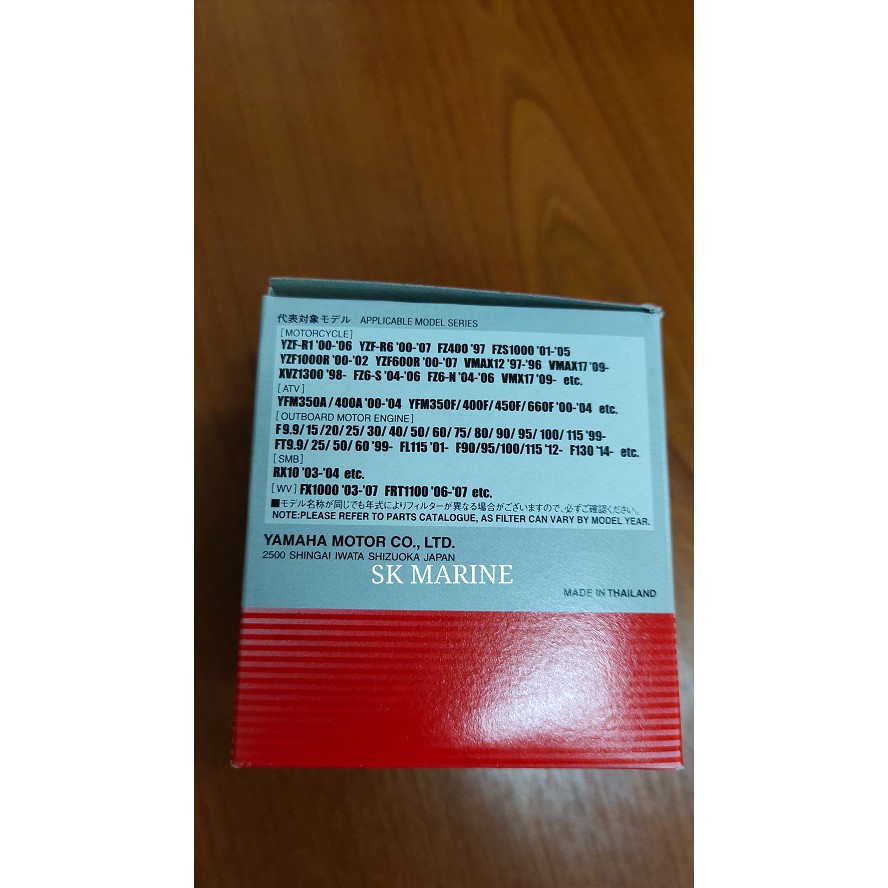 代表対象モデル APPLICABLE MODEL SERIES
[MOTORCYCLE]
YZF-R1 '00-'06 YZF-R6 '00-'07 FZ400 '97 FZS1000 '01-'05
YZF1000R '00-'02 YZF600R '00-'07 VMAX12 '97-'96 VMAX17 '09-
XVZ1300 '98- FZ6-S '04-'06 FZ6-N '04-'06 VMX17 '09- etc.
[ATV]
YFM350A/400A '00-'04 YFM350F/400F/450F/660F '00-'04 etc.
[OUTBOARD MOTOR ENGINE]
F9.9/15/20/25/30/40/50/60/75/80/90/95/100/115 '99-
FT9.9/25/50/60 '99- FL115 '01- F90/95/100/115 '12- F130 '14- etc.
[SMB]
RX10 '03-'04 etc.
[WV] FX1000 '03-'07 FRT1100 '06-'07 etc.
■モデル名称が同じでも年式によりフィルターが異なる場合がございますので、必ずご確認ください。
NOTE:PLEASE REFER TO PARTS CATALOGUE, AS FILTER CAN VARY BY MODEL YEAR.
YAMAHA MOTOR CO., LTD.
2500 SHINGAI IWATA SHIZUOKA JAPAN
SK MARINE
MADE IN THAILAND